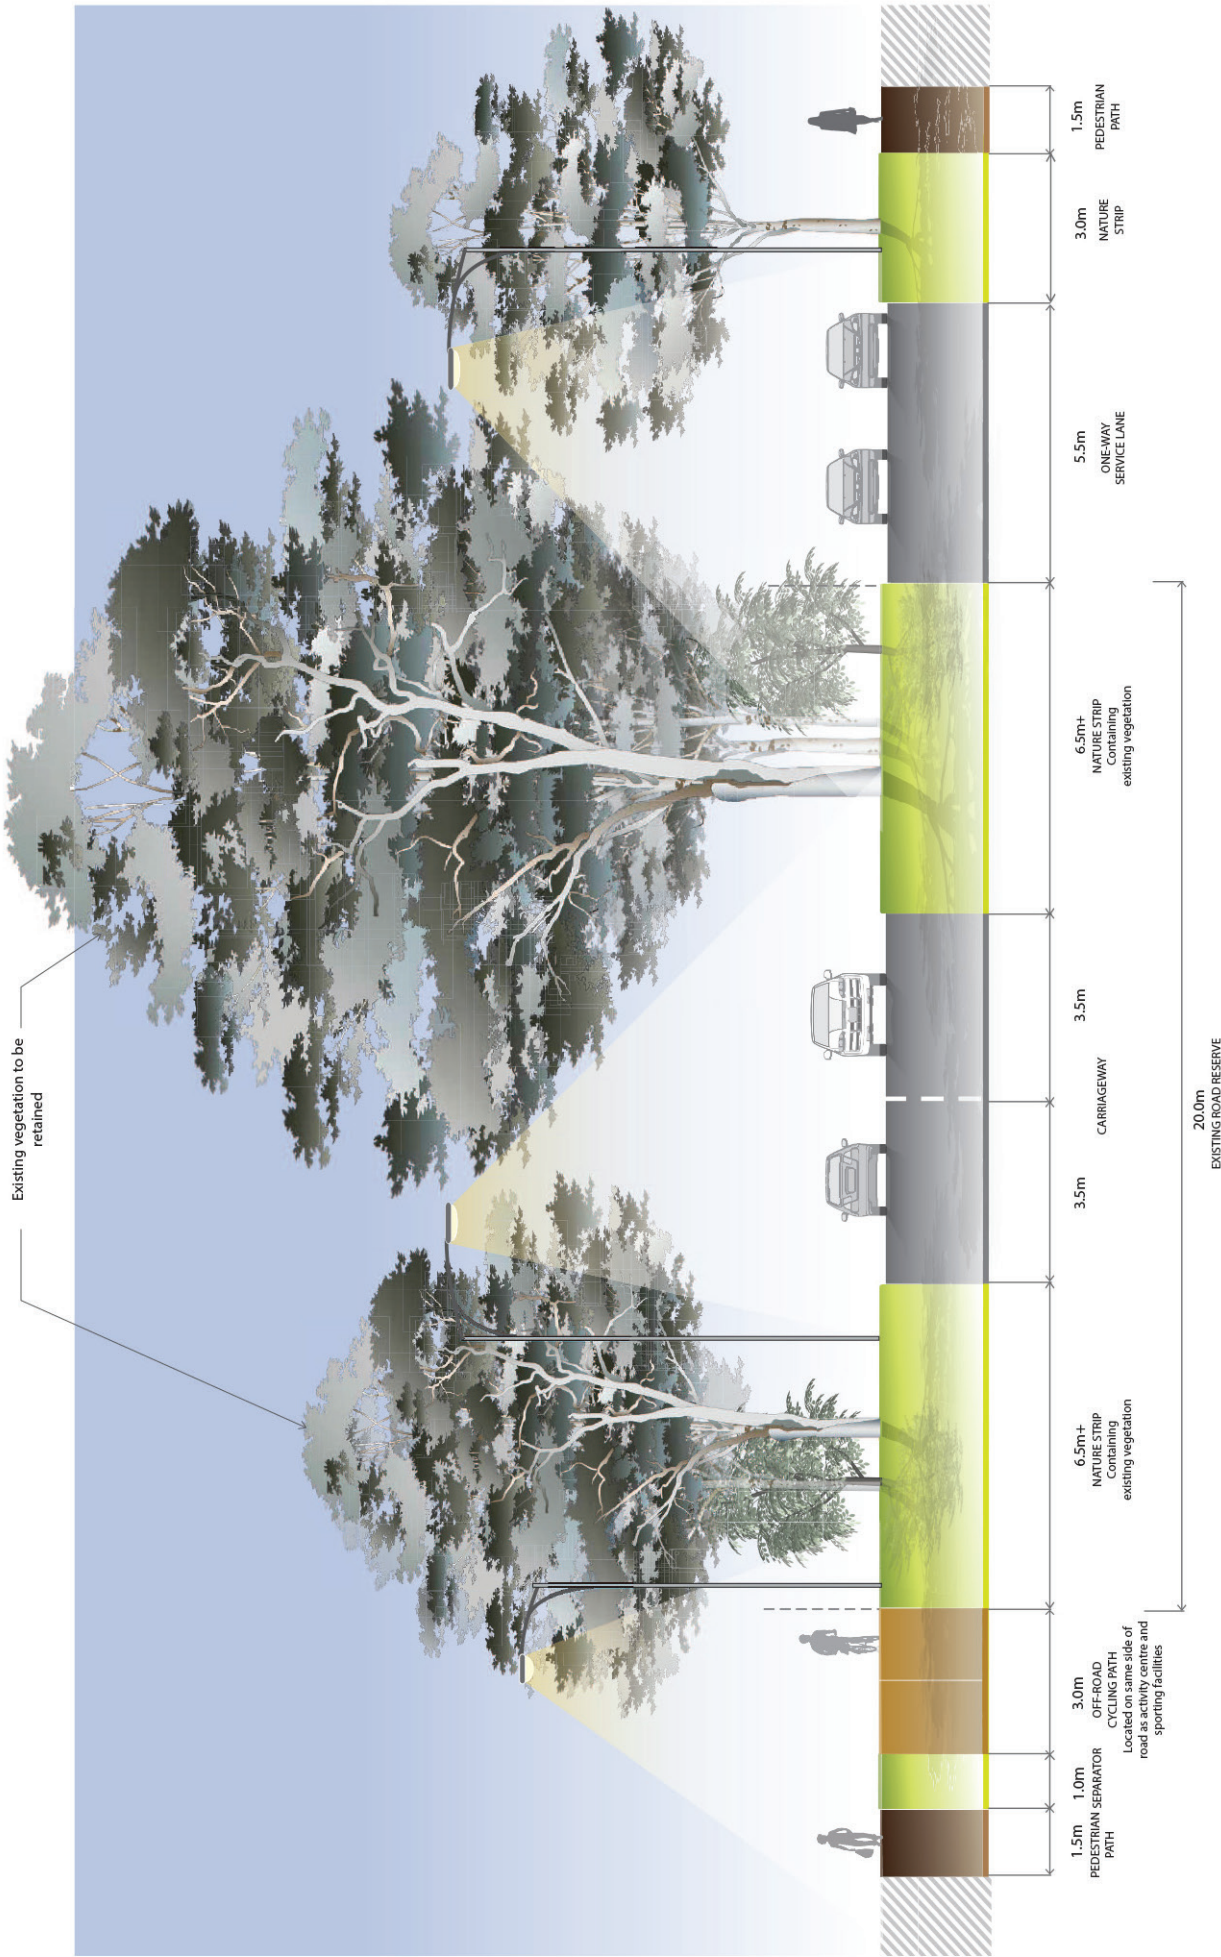 Existing vegetation to be
retained
1.5m
PEDESTRIAN
PATH
1.0m
SEPARATOR
3.0m
OFF-ROAD
CYCLING PATH
Located on same side of
road as activity centre and
sporting facilities
6.5m+
NATURE STRIP
Containing
existing vegetation
3.5m
CARRIAGEWAY
3.5m
6.5m+
NATURE STRIP
Containing
existing vegetation
5.5m
ONE-WAY
SERVICE LANE
3.0m
NATURE
STRIP
1.5m
PEDESTRIAN
PATH
20.0m
EXISTING ROAD RESERVE